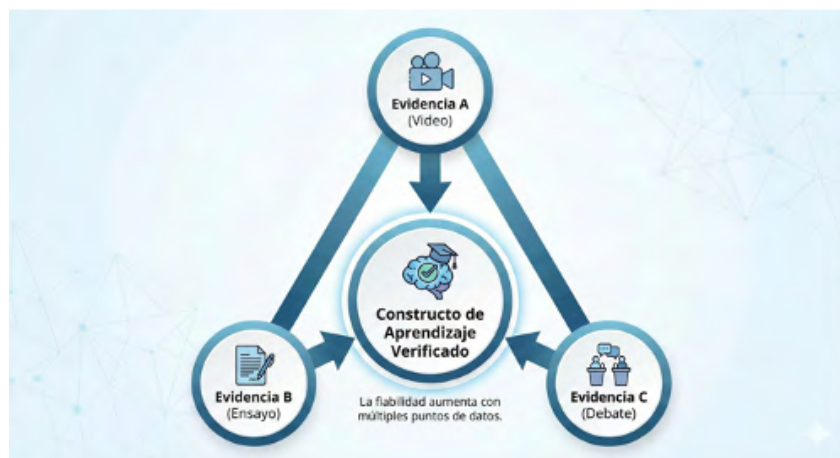 Evidencia A
(Video)
Constructo de
Aprendizaje
Verificado
Evidencia B
(Ensayo)
La fiabilidad aumenta con
múltiples puntos de datos.
Evidencia C
(Debate)